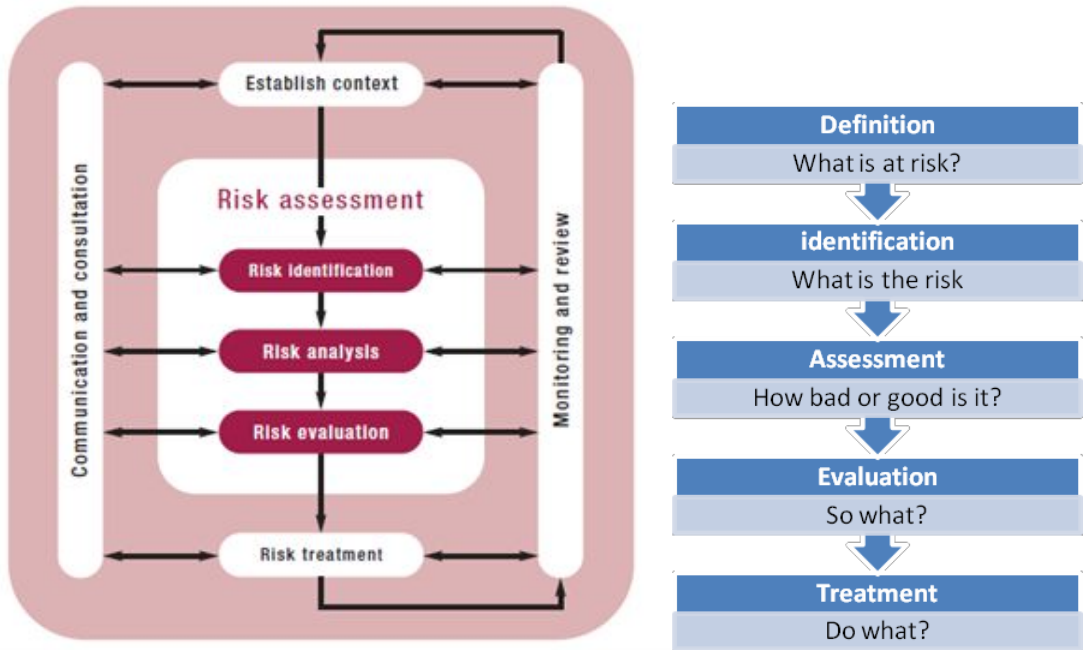 Establish context
Communication and consultation
Risk assessment
Risk identification
Risk analysis
Risk evaluation
Risk treatment
Monitoring and review
Definition
What is at risk?
identification
What is the risk
Assessment
How bad or good is it?
Evaluation
So what?
Treatment
Do what?